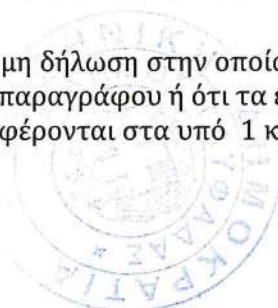 μη δήλωση στην οποία
παραγράφου ή ότι τα ε
φέρονται στα υπό 1 κ